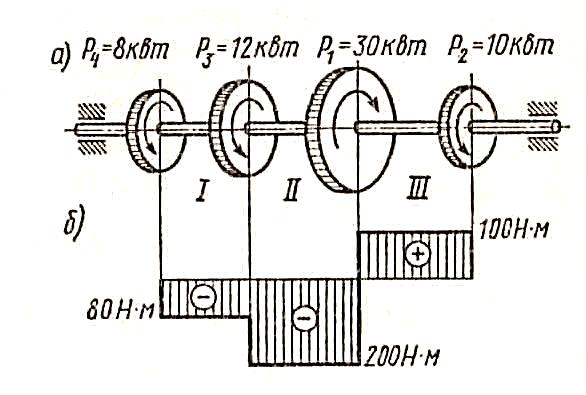 а) P4=8квт P3=12квт P1=30квт P2=10квт
I II III
б)
100Н·м
80Н·м
200Н·м